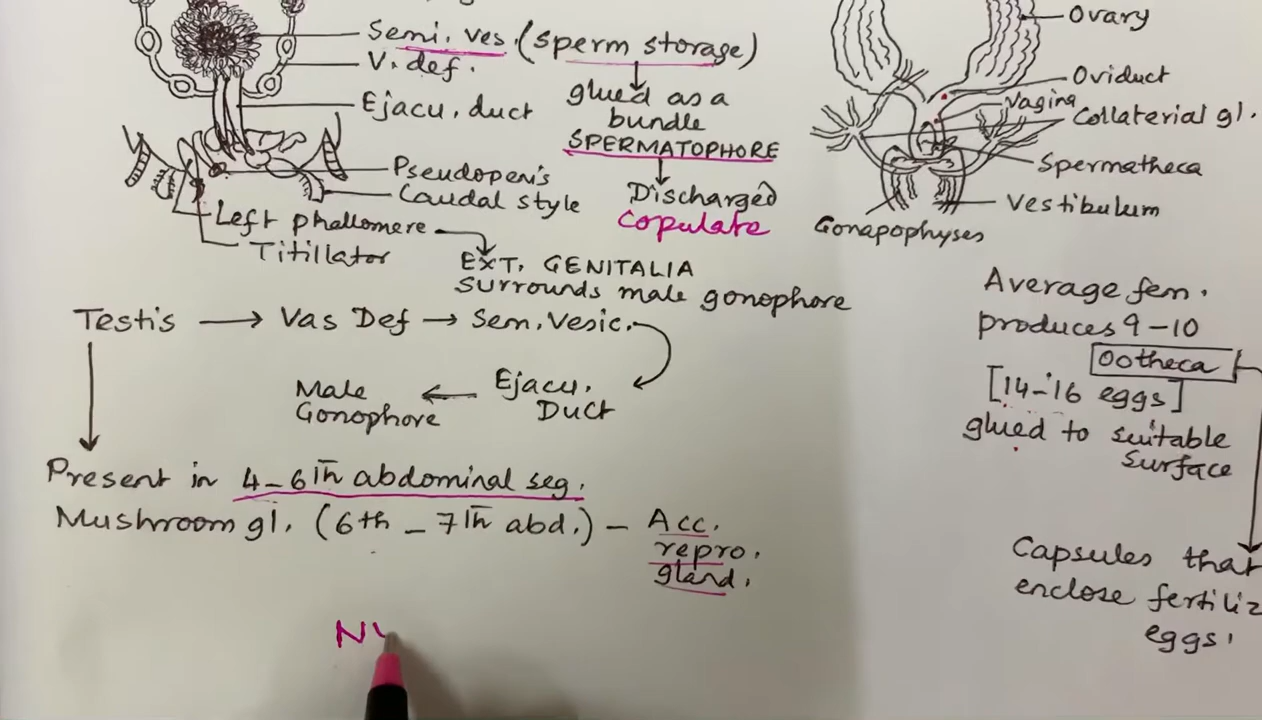 Semi. ves. (sperm storage)
V. def.
Ejacu. duct
glued as a
bundle
SPERMATOPHORE
Discharged
Copulate
Pseudopenis
Caudal style
Left phallomere
Titillator
EXT. GENITALIA
surrounds male gonophore
Testis → Vas Def → Sem. Vesic.
Ejacu.
Duct
Male
Gonophore
Present in 4-6th abdominal seg.
Mushroom gl. (6th - 7th abd.) - Acc.
repro.
gland.
Ovary
Oviduct
Vagina
Collaterial gl.
Spermatheca
Vestibulum
Gonapophyses
Average fem.
produces 9-10
Ootheca
[14-16 eggs]
glued to suitable
surface
Capsules that
enclose fertiliz
eggs.